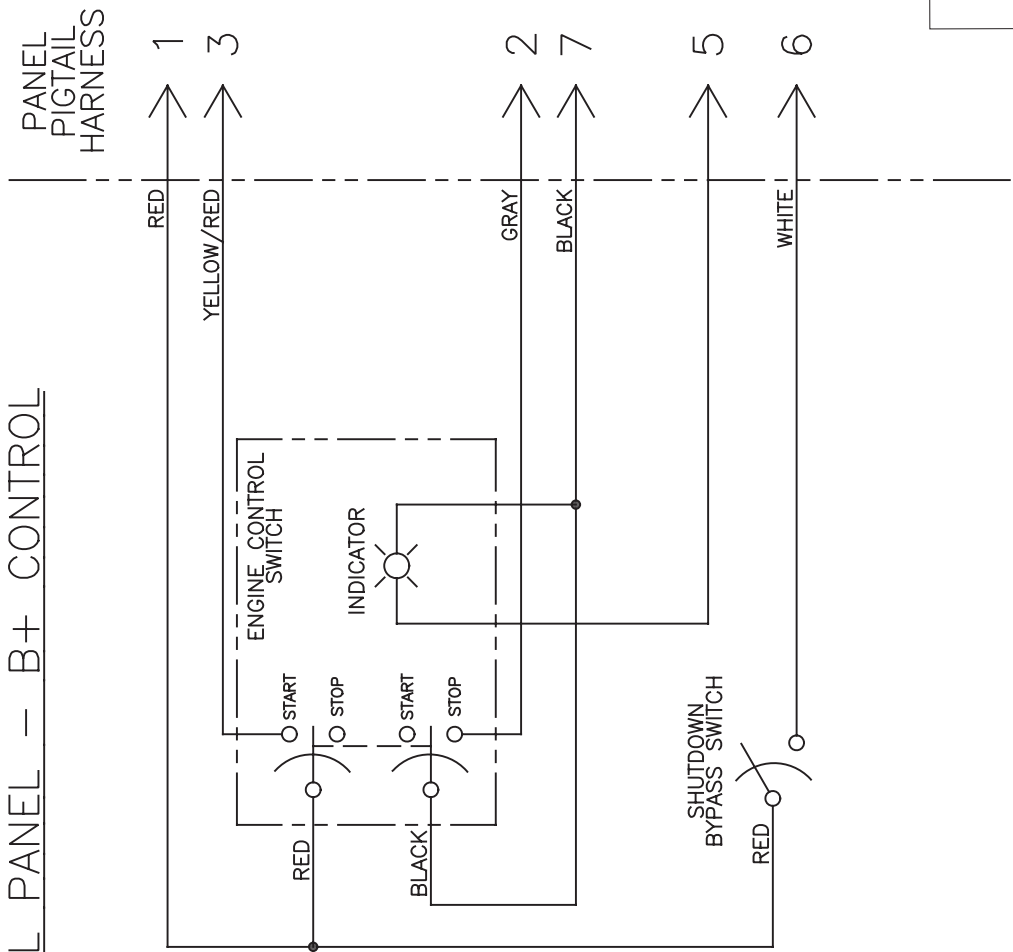 L PANEL – B+ CONTROL
PANEL
PIGTAIL
HARNESS
1
3
2
7
5
6
RED
YELLOW/RED
GRAY
BLACK
WHITE
ENGINE CONTROL
SWITCH
INDICATOR
START
STOP
START
STOP
RED
BLACK
SHUTDOWN
BYPASS SWITCH
RED